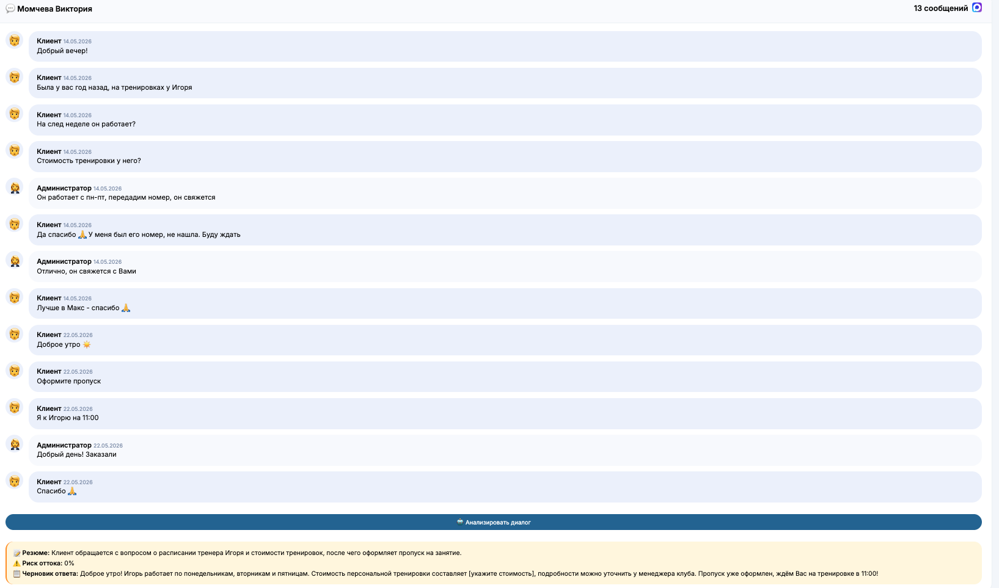 Момчева Виктория
13 сообщений
Клиент 14.05.2026
Добрый вечер!
Клиент 14.05.2026
Была у вас год назад, на тренировках у Игоря
Клиент 14.05.2026
На след неделе он работает?
Клиент 14.05.2026
Стоимость тренировки у него?
Администратор 14.05.2026
Он работает с пн-пт, передадим номер, он свяжется
Клиент 14.05.2026
Да спасибо 🙏 У меня был его номер, не нашла. Буду ждать
Администратор 14.05.2026
Отлично, он свяжется с Вами
Клиент 14.05.2026
Лучше в Макс - спасибо 🙏
Клиент 22.05.2026
Доброе утро ☀️
Клиент 22.05.2026
Оформите пропуск
Клиент 22.05.2026
Я к Игорю на 11:00
Администратор 22.05.2026
Добрый день! Заказали
Клиент 22.05.2026
Спасибо 🙏
Анализировать диалог
📝 Резюме: Клиент обращается с вопросом о расписании тренера Игоря и стоимости тренировок, после чего оформляет пропуск на занятие.
⚠️ Риск оттока: 0%
Черновик ответа: Доброе утро! Игорь работает по понедельникам, вторникам и пятницам. Стоимость персональной тренировки составляет [укажите стоимость], подробности можно уточнить у менеджера клуба. Пропуск уже оформлен, ждём Вас на тренировке в 11:00!